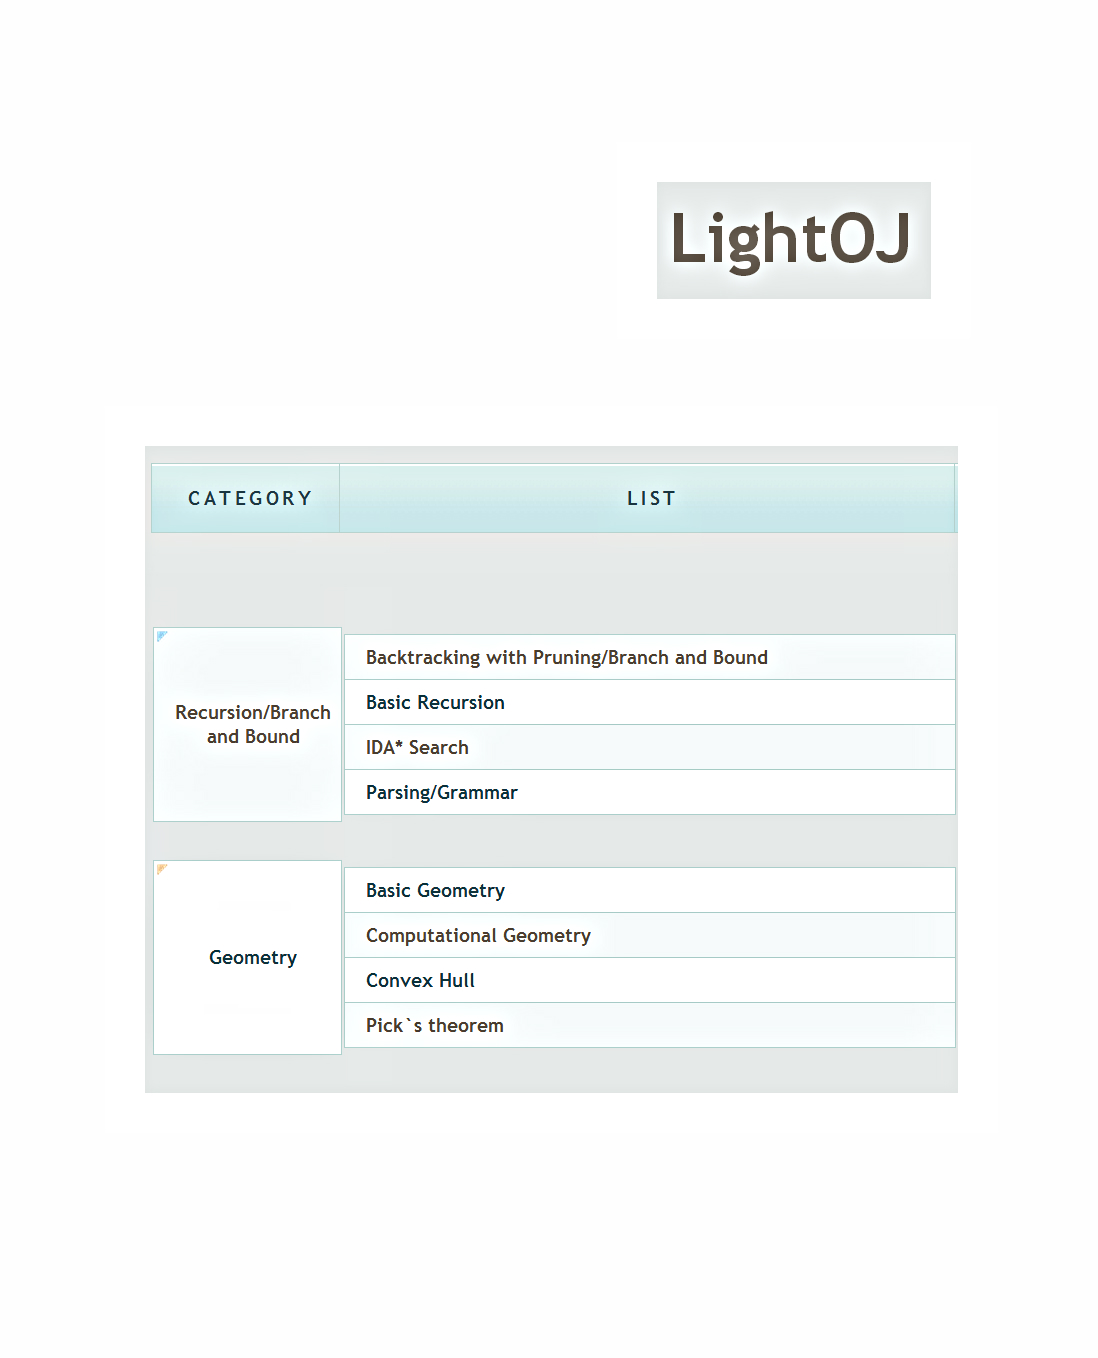 LightOJ
CATEGORY
LIST
Recursion/Branch
and Bound
Backtracking with Pruning/Branch and Bound
Basic Recursion
IDA* Search
Parsing/Grammar
Geometry
Basic Geometry
Computational Geometry
Convex Hull
Pick`s theorem